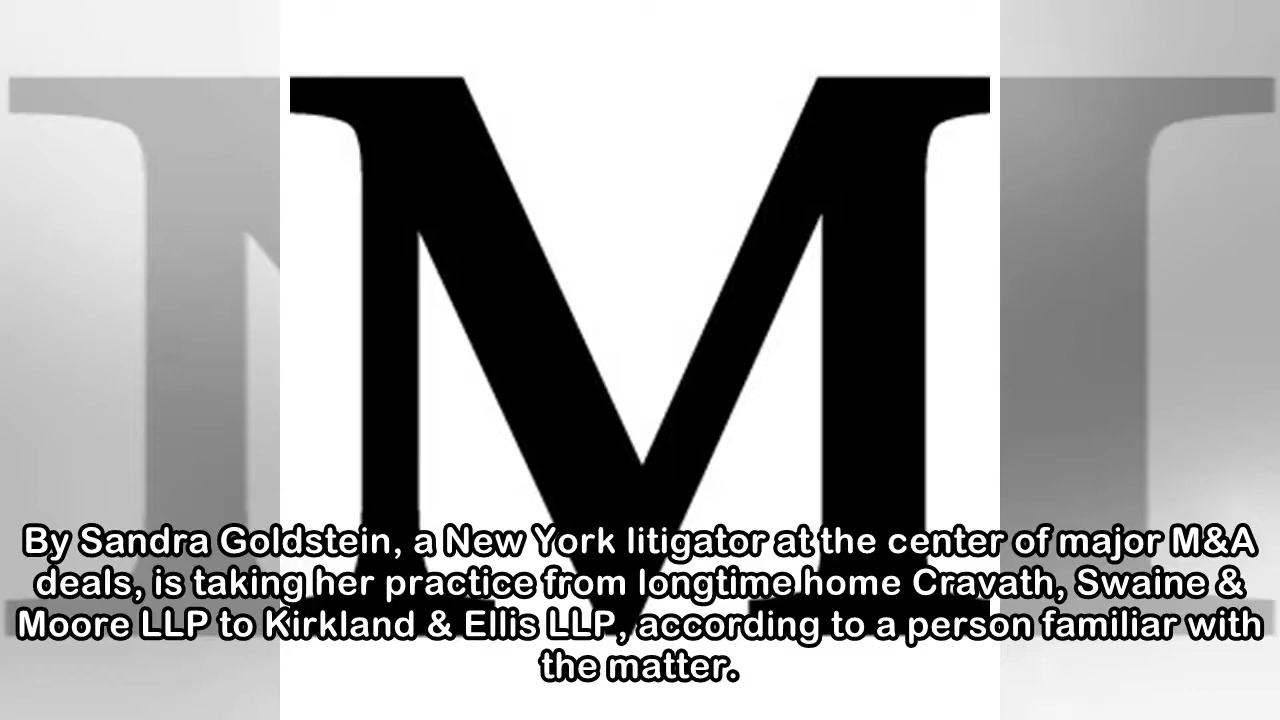 M
By Sandra Goldstein, a New York litigator at the center of major M&A
deals, is taking her practice from longtime home Cravath, Swaine &
Moore LLP to Kirkland & Ellis LLP, according to a person familiar with
the matter.